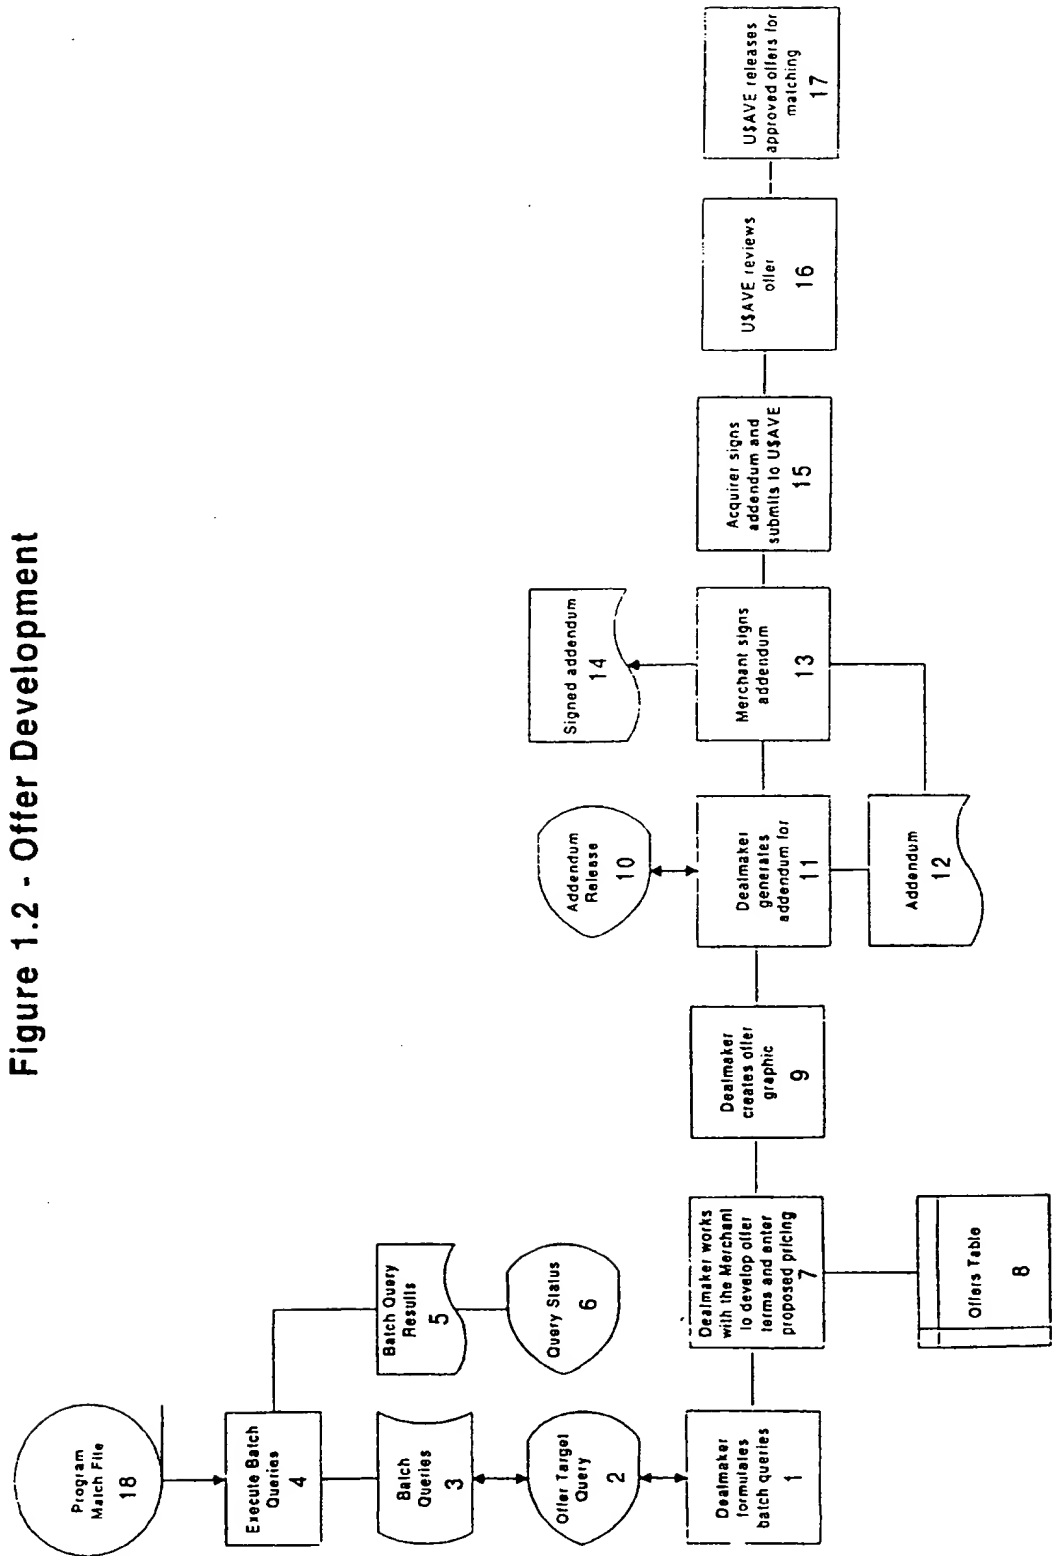 Figure 1.2 - Offer Development
Program
Match File
18
Execute Batch
Queries
4
Batch
Queries
3
Offer Target
Query
2
Dealmaker
formulates
batch queries
1
Batch Query
Results
5
Query Status
6
Dealmaker works
with the Merchant
to develop offer
terms and enter
proposed pricing
7
Offers Table
8
Dealmaker
creates offer
graphic
9
Addendum
Release
10
Dealmaker
generates
addendum for
11
Addendum
12
Signed addendum
14
Merchant signs
addendum
13
Acquirer signs
addendum and
submits to U$AVE
15
U$AVE reviews
offer
16
U$AVE releases
approved offers for
matching
17